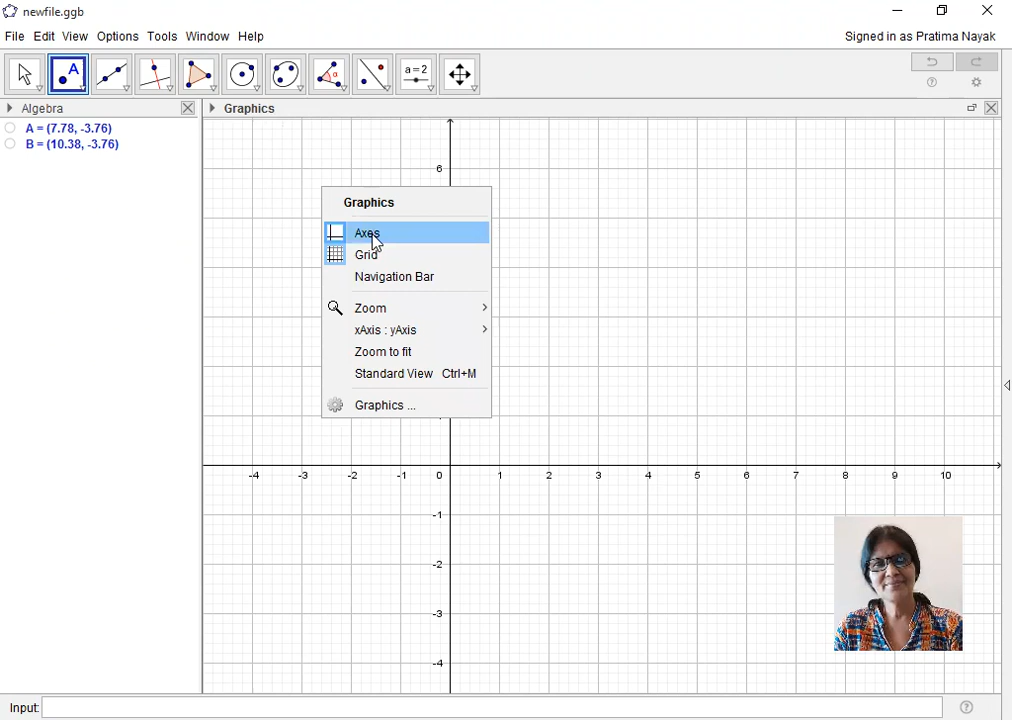 newfile.ggb
File Edit View Options Tools Window Help
Signed in as Pratima Nayak
A
α
a=2
Algebra
Graphics
A = (7.78, -3.76)
B = (10.38, -3.76)
6
Graphics
Axes
Grid
Navigation Bar
Zoom
xAxis : yAxis
Zoom to fit
Standard View Ctrl+M
Graphics ...
-4 -3 -2 -1 0 1 2 3 4 5 6 7 8 9 10
-1
-2
-3
-4
Input: